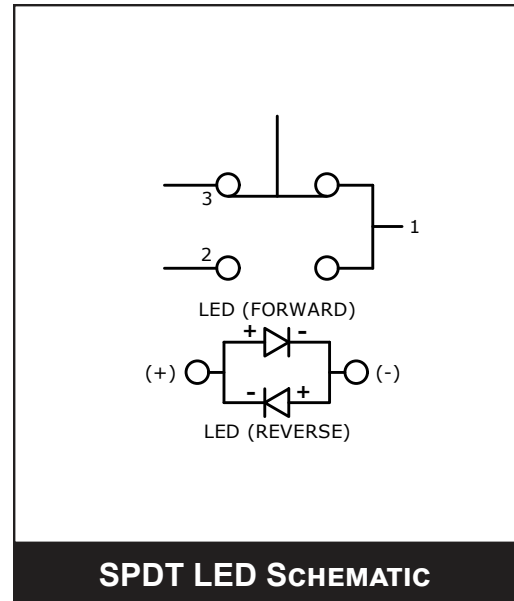 3
1
2
LED (FORWARD)
+ -
(+) (-)
- +
LED (REVERSE)
SPDT LED SCHEMATIC